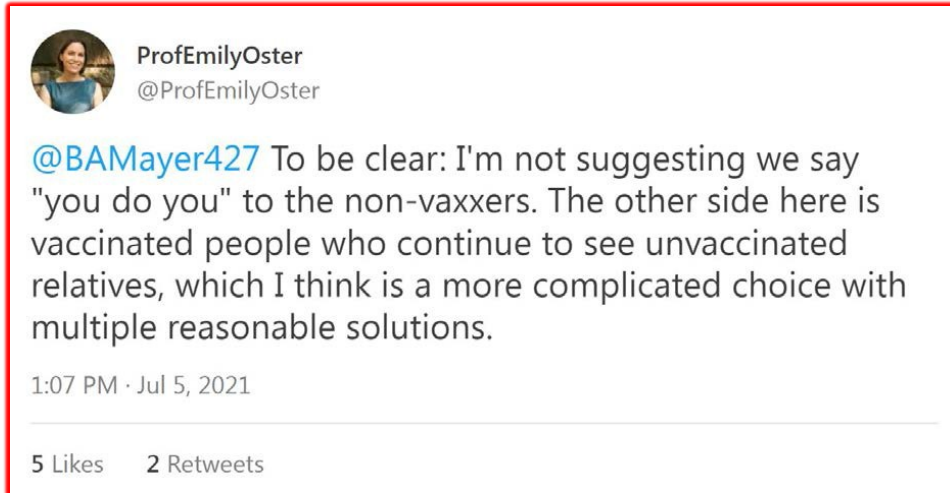 ProfEmilyOster
@ProfEmilyOster
@BAMayer427 To be clear: I'm not suggesting we say
"you do you" to the non-vaxxers. The other side here is
vaccinated people who continue to see unvaccinated
relatives, which I think is a more complicated choice with
multiple reasonable solutions.
1:07 PM · Jul 5, 2021
5 Likes 2 Retweets